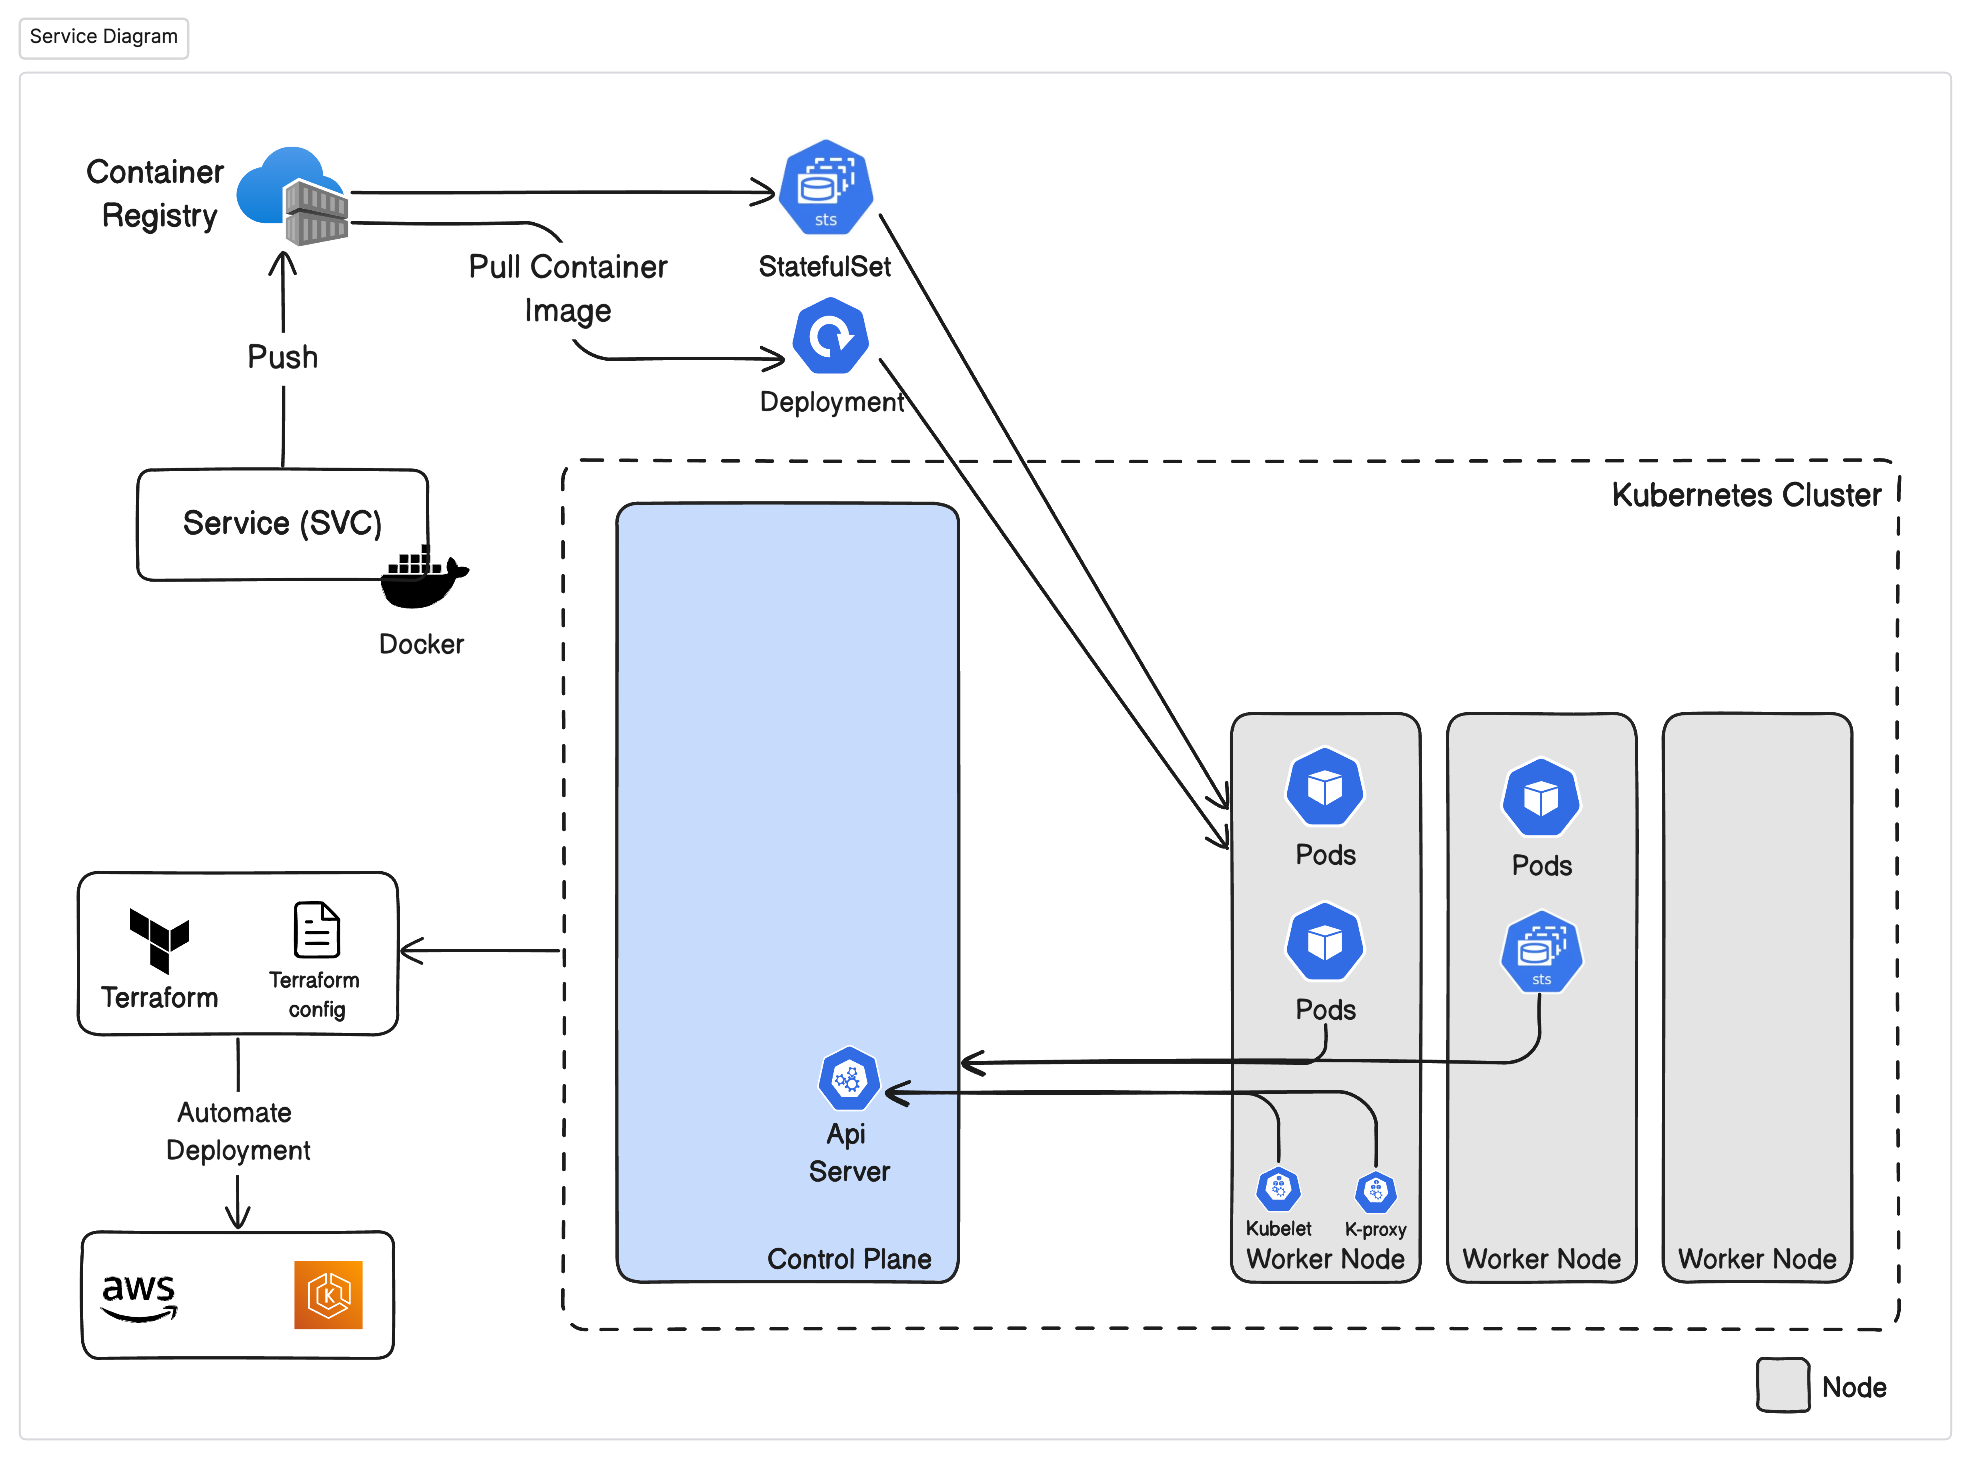 Service Diagram
Container
Registry
sts
StatefulSet
Pull Container
Image
Push
Deployment
Service (SVC)
Docker
Kubernetes Cluster
Pods
Pods
Pods
sts
Terraform
Terraform
config
Api
Server
Automate
Deployment
Kubelet
K-proxy
Control Plane
Worker Node
Worker Node
Worker Node
aws
K
Node